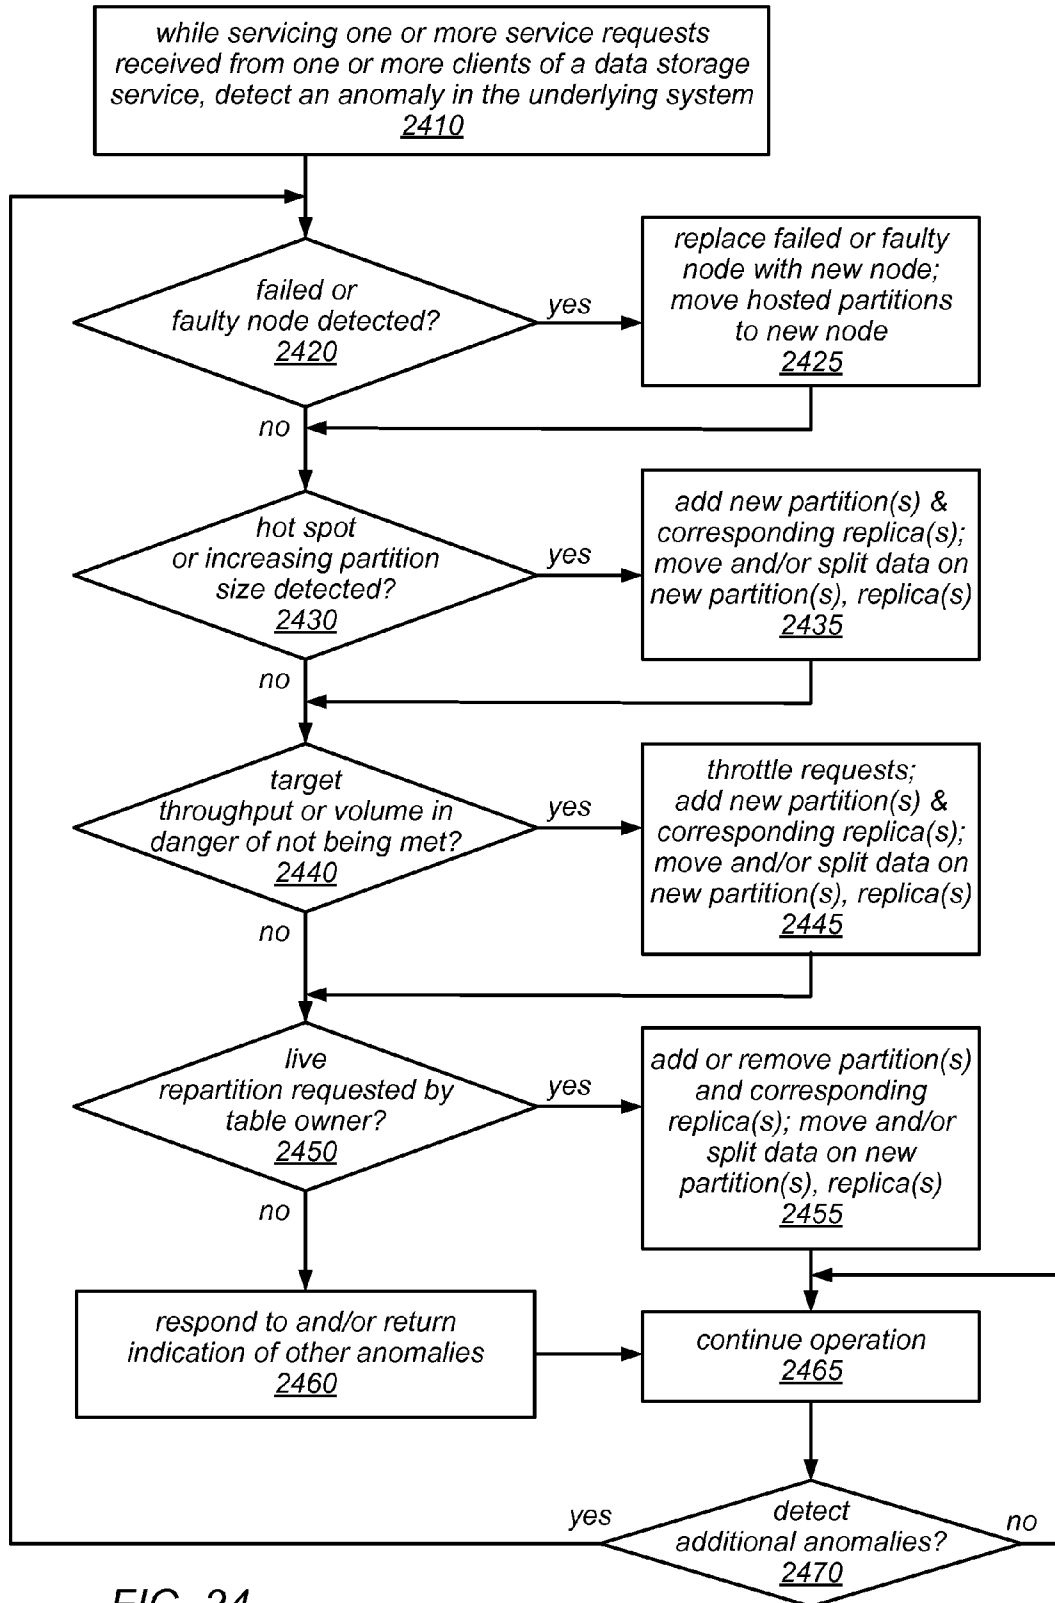 while servicing one or more service requests
received from one or more clients of a data storage
service, detect an anomaly in the underlying system
2410
failed or
faulty node detected?
2420
yes
replace failed or faulty
node with new node;
move hosted partitions
to new node
2425
no
hot spot
or increasing partition
size detected?
2430
yes
add new partition(s) &
corresponding replica(s);
move and/or split data on
new partition(s), replica(s)
2435
no
target
throughput or volume in
danger of not being met?
2440
yes
throttle requests;
add new partition(s) &
corresponding replica(s);
move and/or split data on
new partition(s), replica(s)
2445
no
live
repartition requested by
table owner?
2450
yes
add or remove partition(s)
and corresponding
replica(s); move and/or
split data on new
partition(s), replica(s)
2455
no
respond to and/or return
indication of other anomalies
2460
continue operation
2465
yes
detect
additional anomalies?
2470
no
FIG. 24